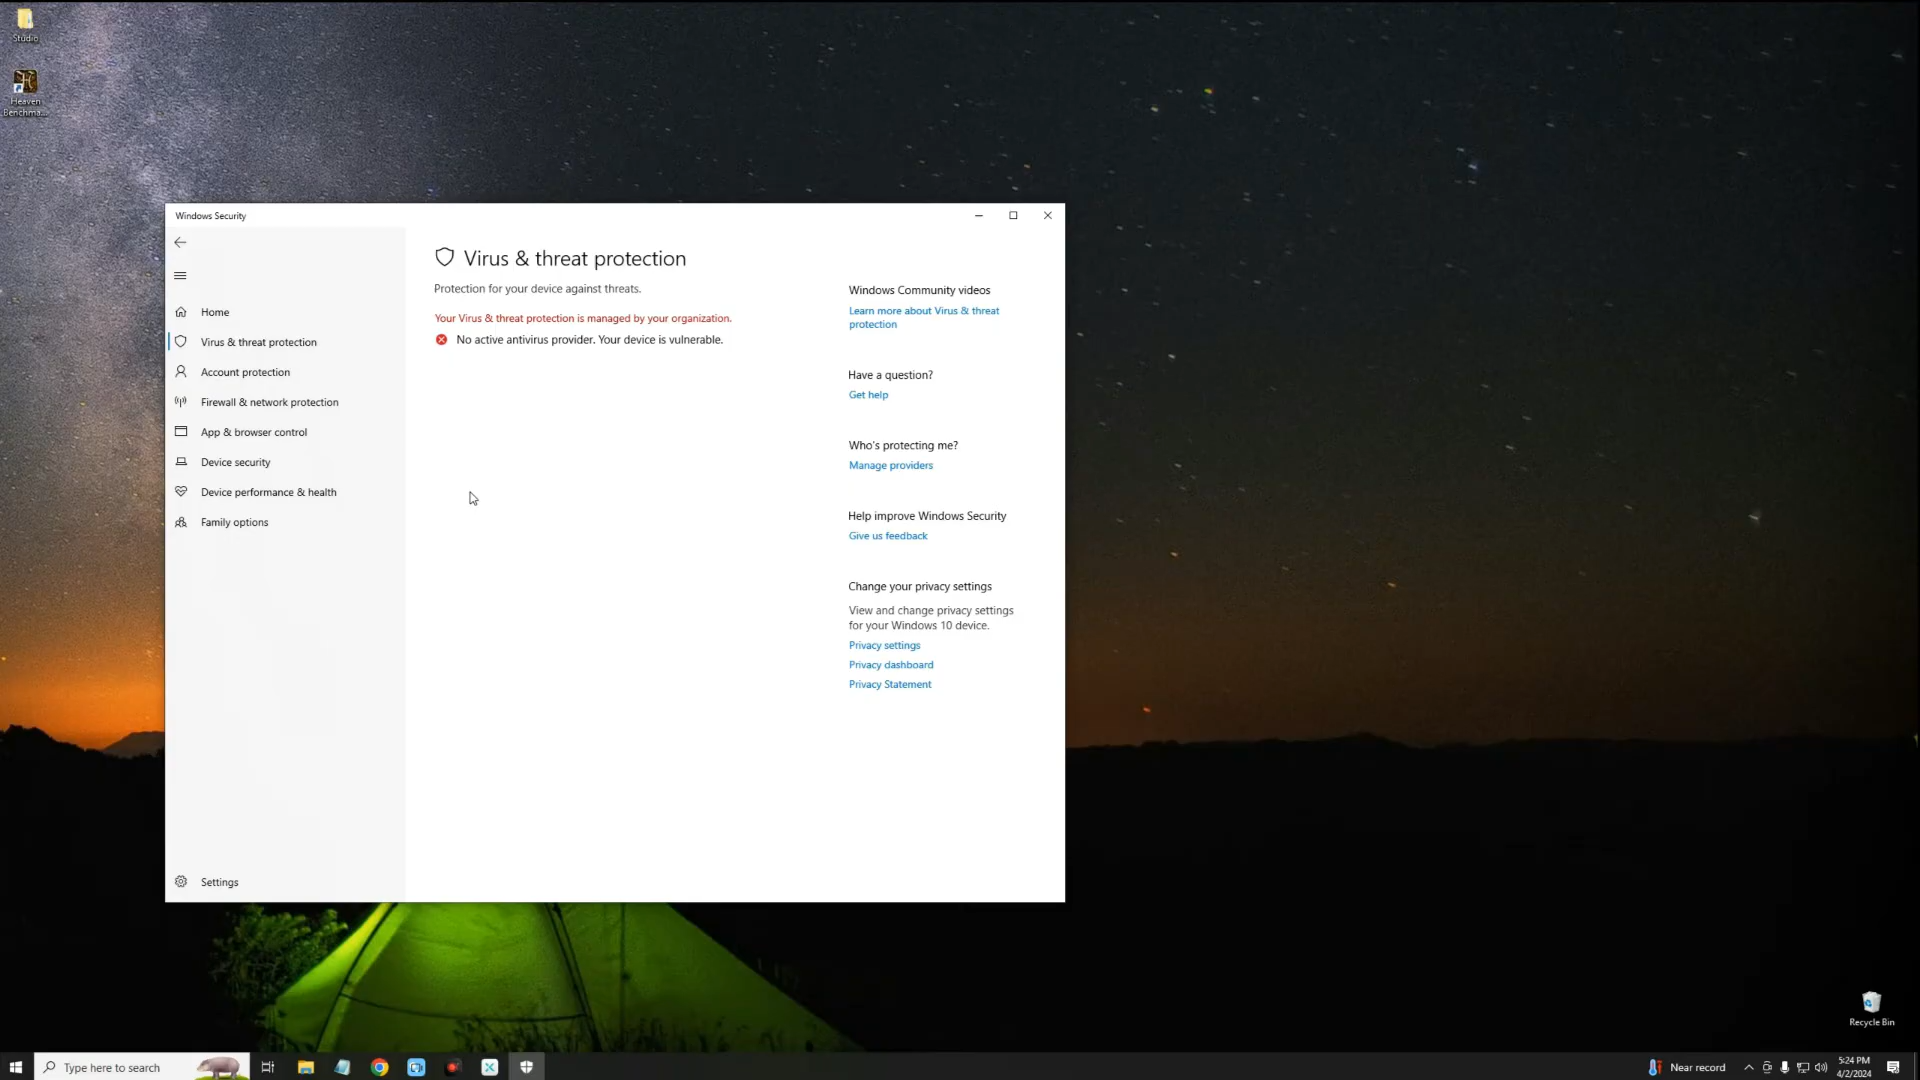 Studio
Heaven
Benchma...
Windows Security
Home
Virus & threat protection
Account protection
Firewall & network protection
App & browser control
Device security
Device performance & health
Family options
Settings
Virus & threat protection
Protection for your device against threats.
Your Virus & threat protection is managed by your organization.
No active antivirus provider. Your device is vulnerable.
Windows Community videos
Learn more about Virus & threat
protection
Have a question?
Get help
Who's protecting me?
Manage providers
Help improve Windows Security
Give us feedback
Change your privacy settings
View and change privacy settings
for your Windows 10 device.
Privacy settings
Privacy dashboard
Privacy Statement
Recycle Bin
Type here to search
Near record
5:24 PM
4/2/2024